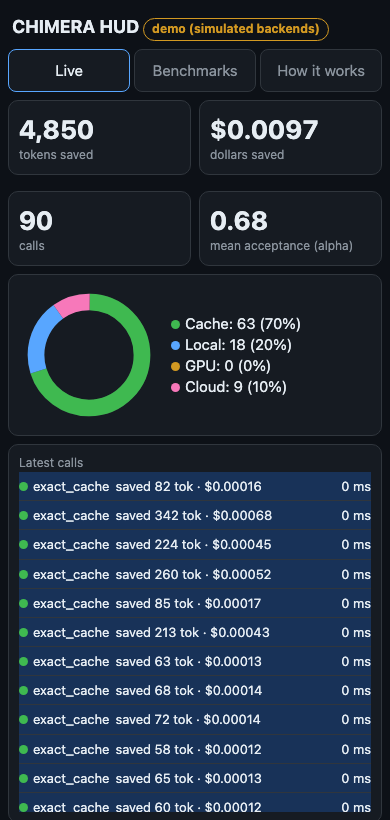 CHIMERA HUD demo (simulated backends)
Live Benchmarks How it works
4,850
tokens saved
$0.0097
dollars saved
90
calls
0.68
mean acceptance (alpha)
Cache: 63 (70%)
Local: 18 (20%)
GPU: 0 (0%)
Cloud: 9 (10%)
Latest calls
exact_cache saved 82 tok · $0.00016 0 ms
exact_cache saved 342 tok · $0.00068 0 ms
exact_cache saved 224 tok · $0.00045 0 ms
exact_cache saved 260 tok · $0.00052 0 ms
exact_cache saved 85 tok · $0.00017 0 ms
exact_cache saved 213 tok · $0.00043 0 ms
exact_cache saved 63 tok · $0.00013 0 ms
exact_cache saved 68 tok · $0.00014 0 ms
exact_cache saved 72 tok · $0.00014 0 ms
exact_cache saved 58 tok · $0.00012 0 ms
exact_cache saved 65 tok · $0.00013 0 ms
exact_cache saved 60 tok · $0.00012 0 ms